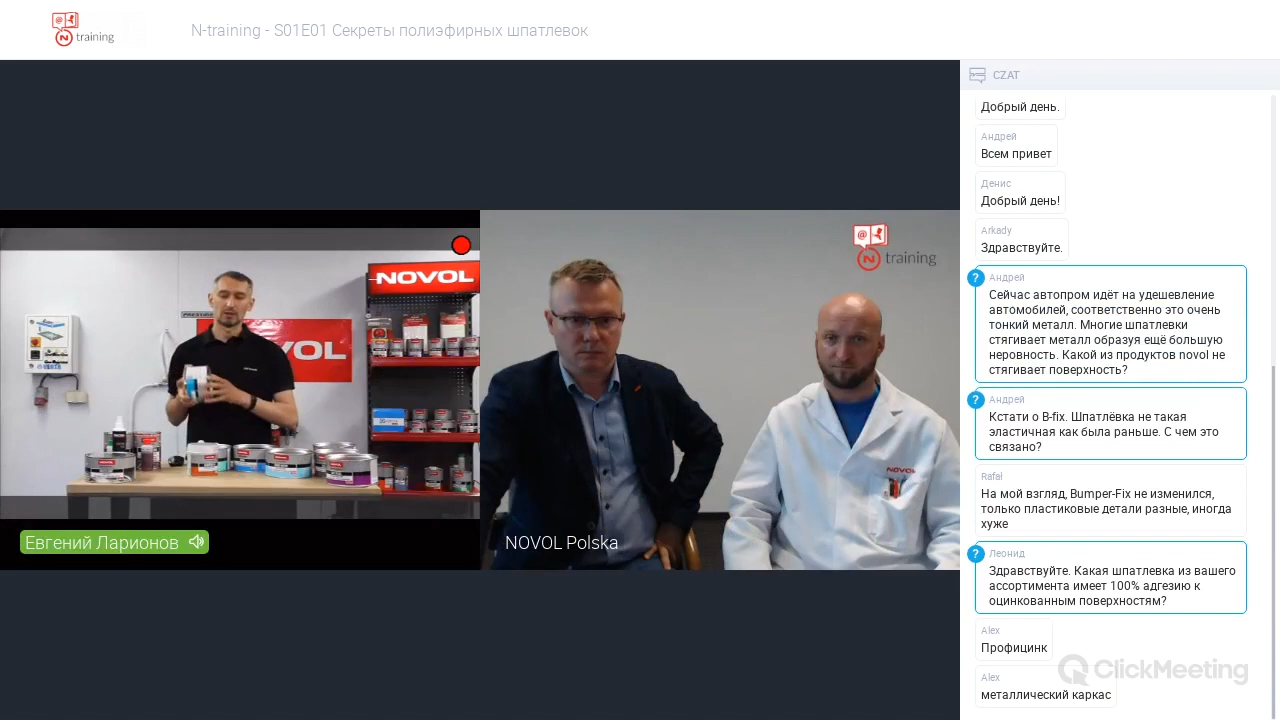 @
N training
N-training - S01E01 Секреты полиэфирных шпатлевок
CZAT
Добрый день.
Андрей
Всем привет
Денис
Добрый день!
Arkady
Здравствуйте.
?
Андрей
Сейчас автопром идёт на удешевление
автомобилей, соответственно это очень
тонкий металл. Многие шпатлевки
стягивает металл образуя ещё большую
неровность. Какой из продуктов novol не
стягивает поверхность?
?
Андрей
Кстати о B-fix. Шпатлёвка не такая
эластичная как была раньше. С чем это
связано?
Rafał
На мой взгляд, Bumper-Fix не изменился,
только пластиковые детали разные, иногда
хуже
?
Леонид
Здравствуйте. Какая шпатлевка из вашего
ассортимента имеет 100% адгезию к
оцинкованным поверхностям?
Alex
Профицинк
Alex
металлический каркас
ClickMeeting
NOVOL
@
N training
NOVOL
Евгений Ларионов
NOVOL Polska